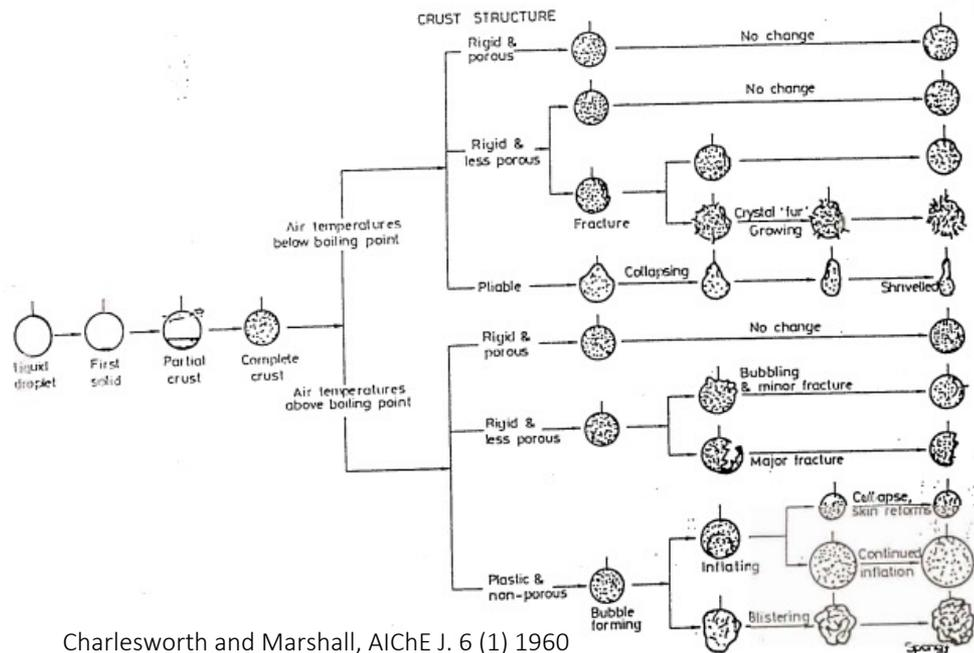 CRUST STRUCTURE
Rigid &
porous
No change
No change
Rigid &
less porous
Fracture
Crystal 'fur'
Growing
Air temperatures
below boiling point
Pliable
Collapsing
Shrivelled
Liquid
droplet
First
solid
Partial
crust
Complete
crust
Air temperatures
above boiling point
Rigid &
porous
No change
Rigid &
less porous
Bubbling
& minor fracture
Major fracture
Plastic &
non-porous
Bubble
forming
Inflating
Collapse,
skin reforms
Continued
inflation
Blistering
Spongy
Charlesworth and Marshall, AIChE J. 6 (1) 1960